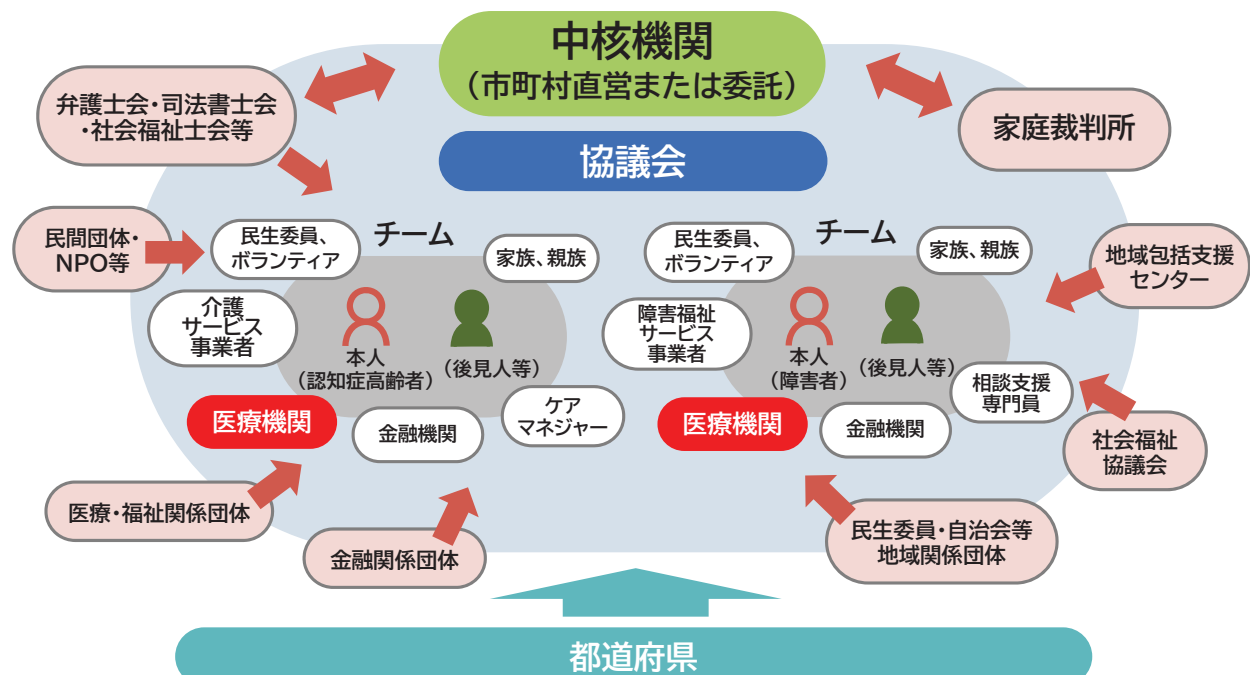 中核機関
（市町村直営または委託）
弁護士会・司法書士会
・社会福祉士会等
家庭裁判所
協議会
民間団体・
NPO等
民生委員、
ボランティア
チーム
家族、親族
介護
サービス
事業者
本人
（認知症高齢者）
（後見人等）
医療機関
金融機関
ケア
マネジャー
民生委員、
ボランティア
チーム
家族、親族
障害福祉
サービス
事業者
本人
（障害者）
（後見人等）
相談支援
専門員
医療機関
金融機関
地域包括支援
センター
社会福祉
協議会
医療・福祉関係団体
金融関係団体
民生委員・自治会等
地域関係団体
都道府県